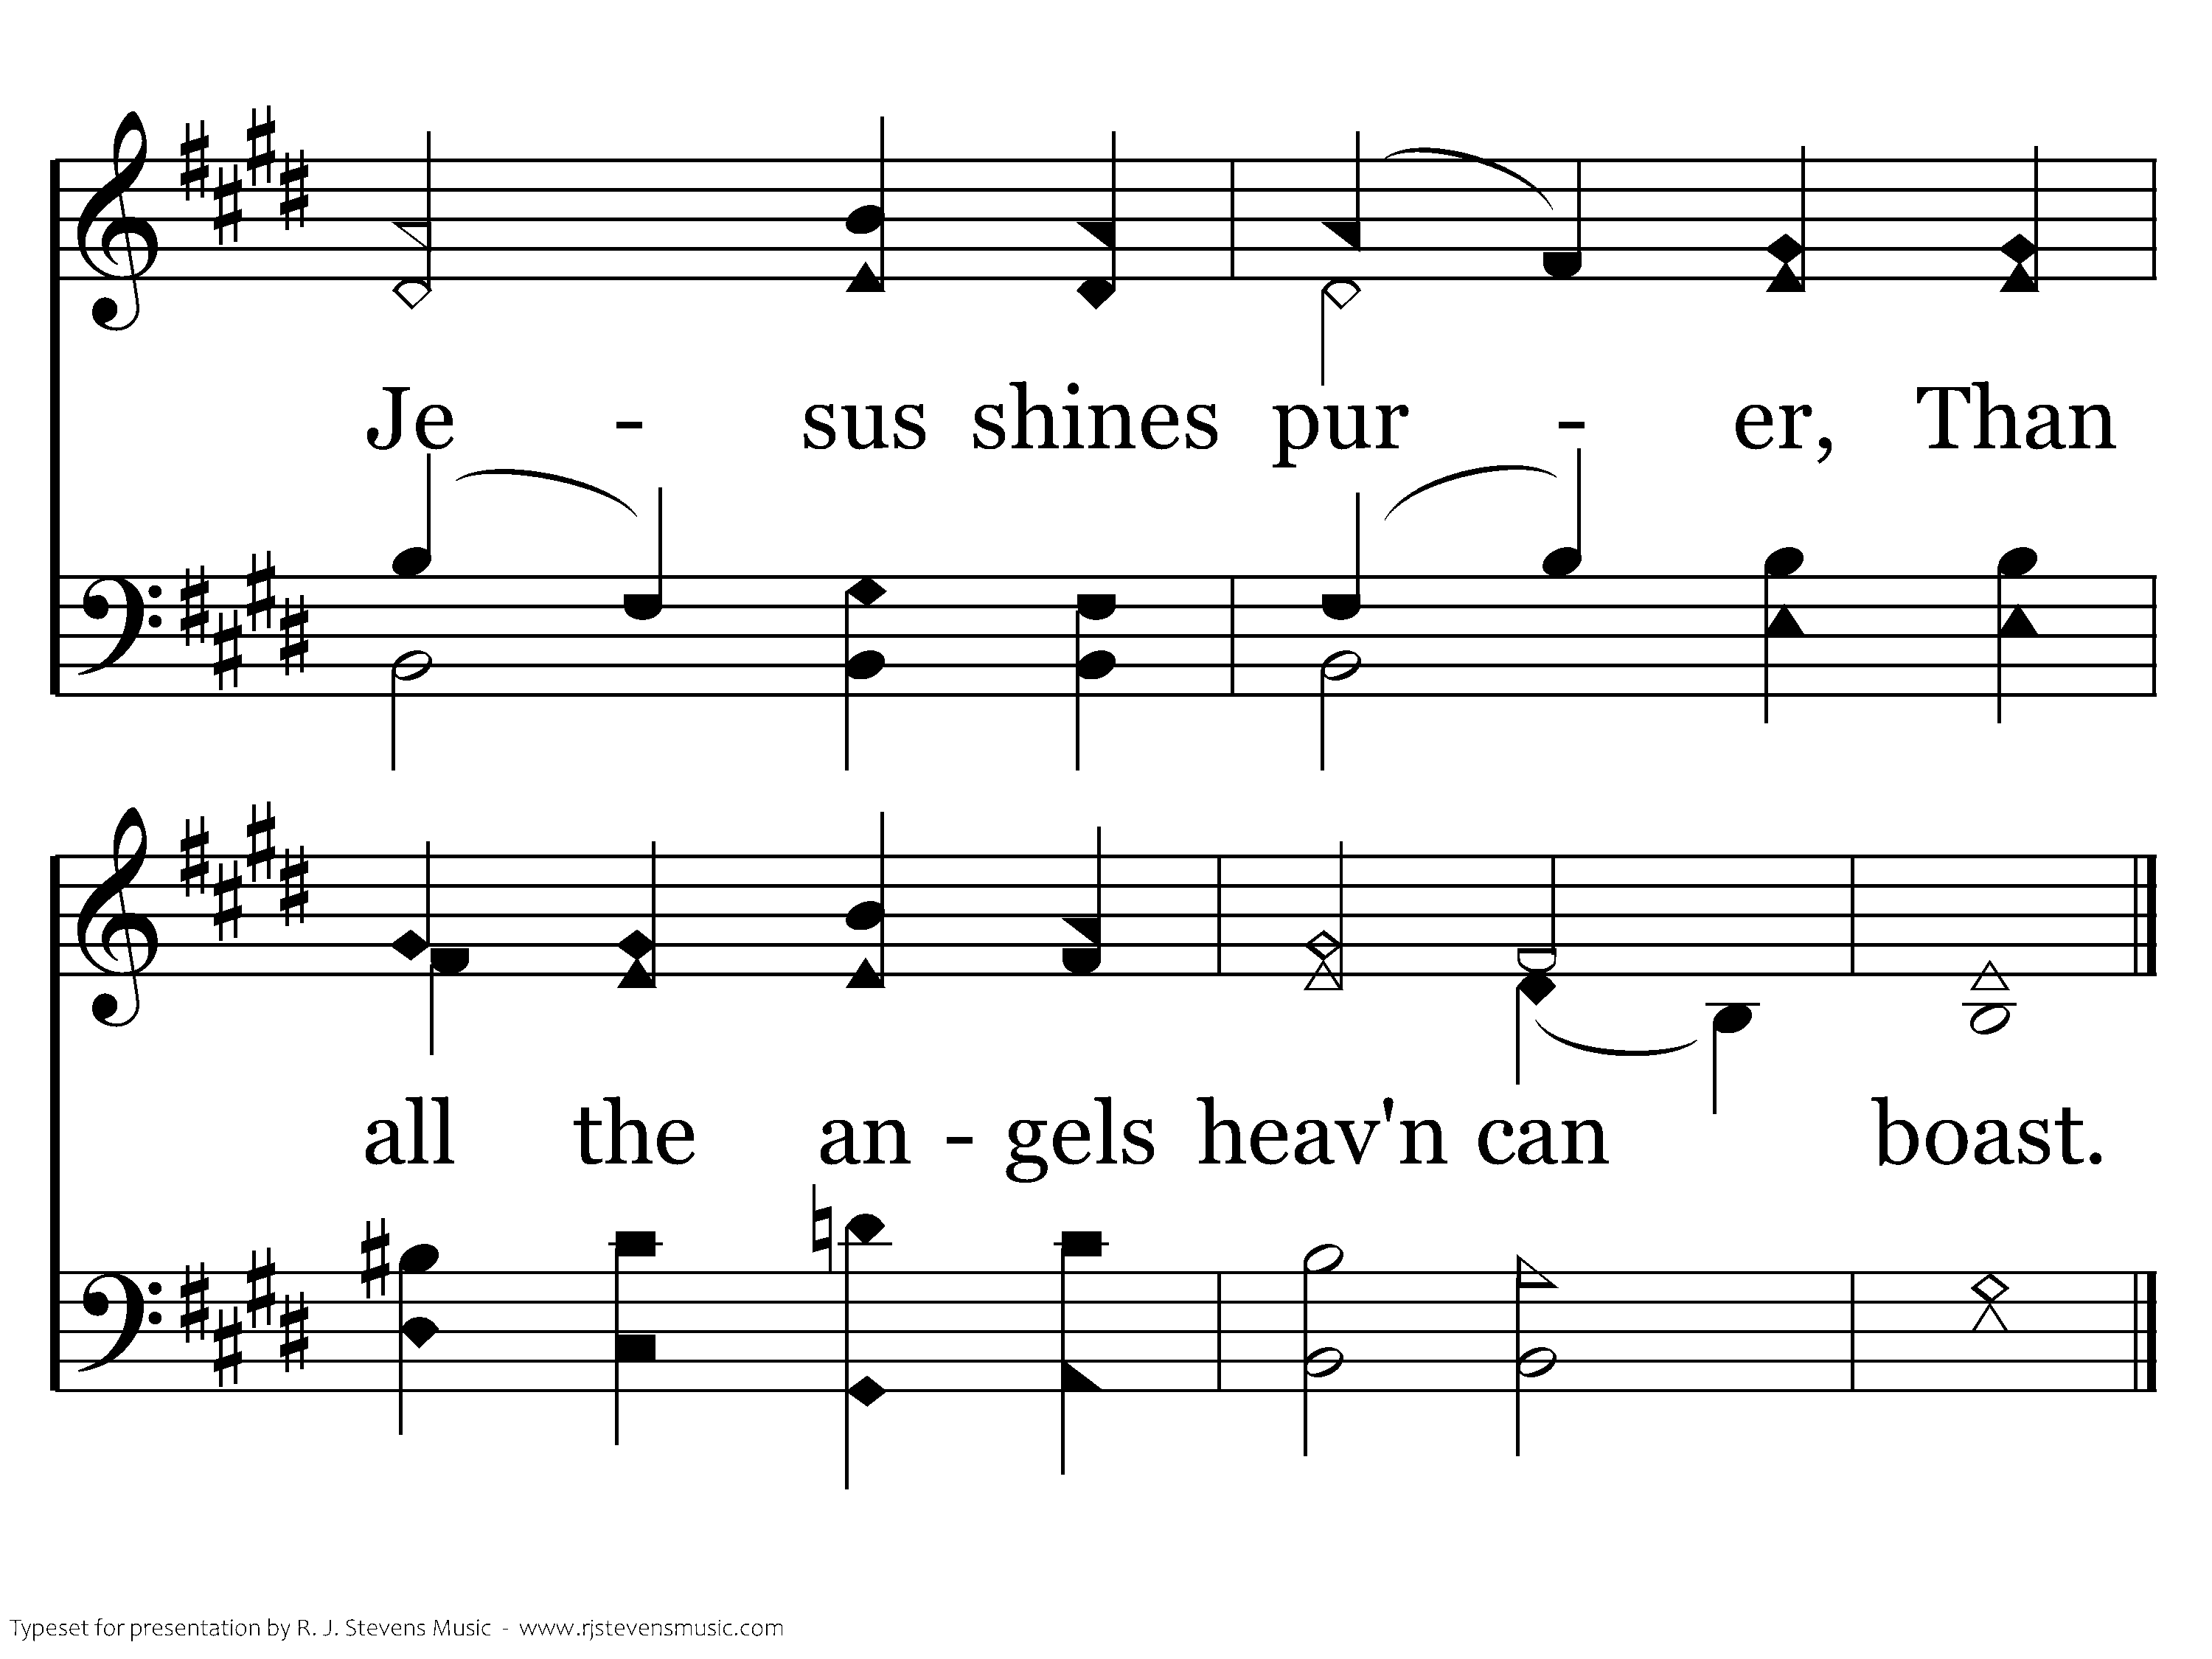 Je - sus shines pur - er, Than
all the an - gels heav'n can boast.
Typeset for presentation by R. J. Stevens Music - www.rjstevensmusic.com